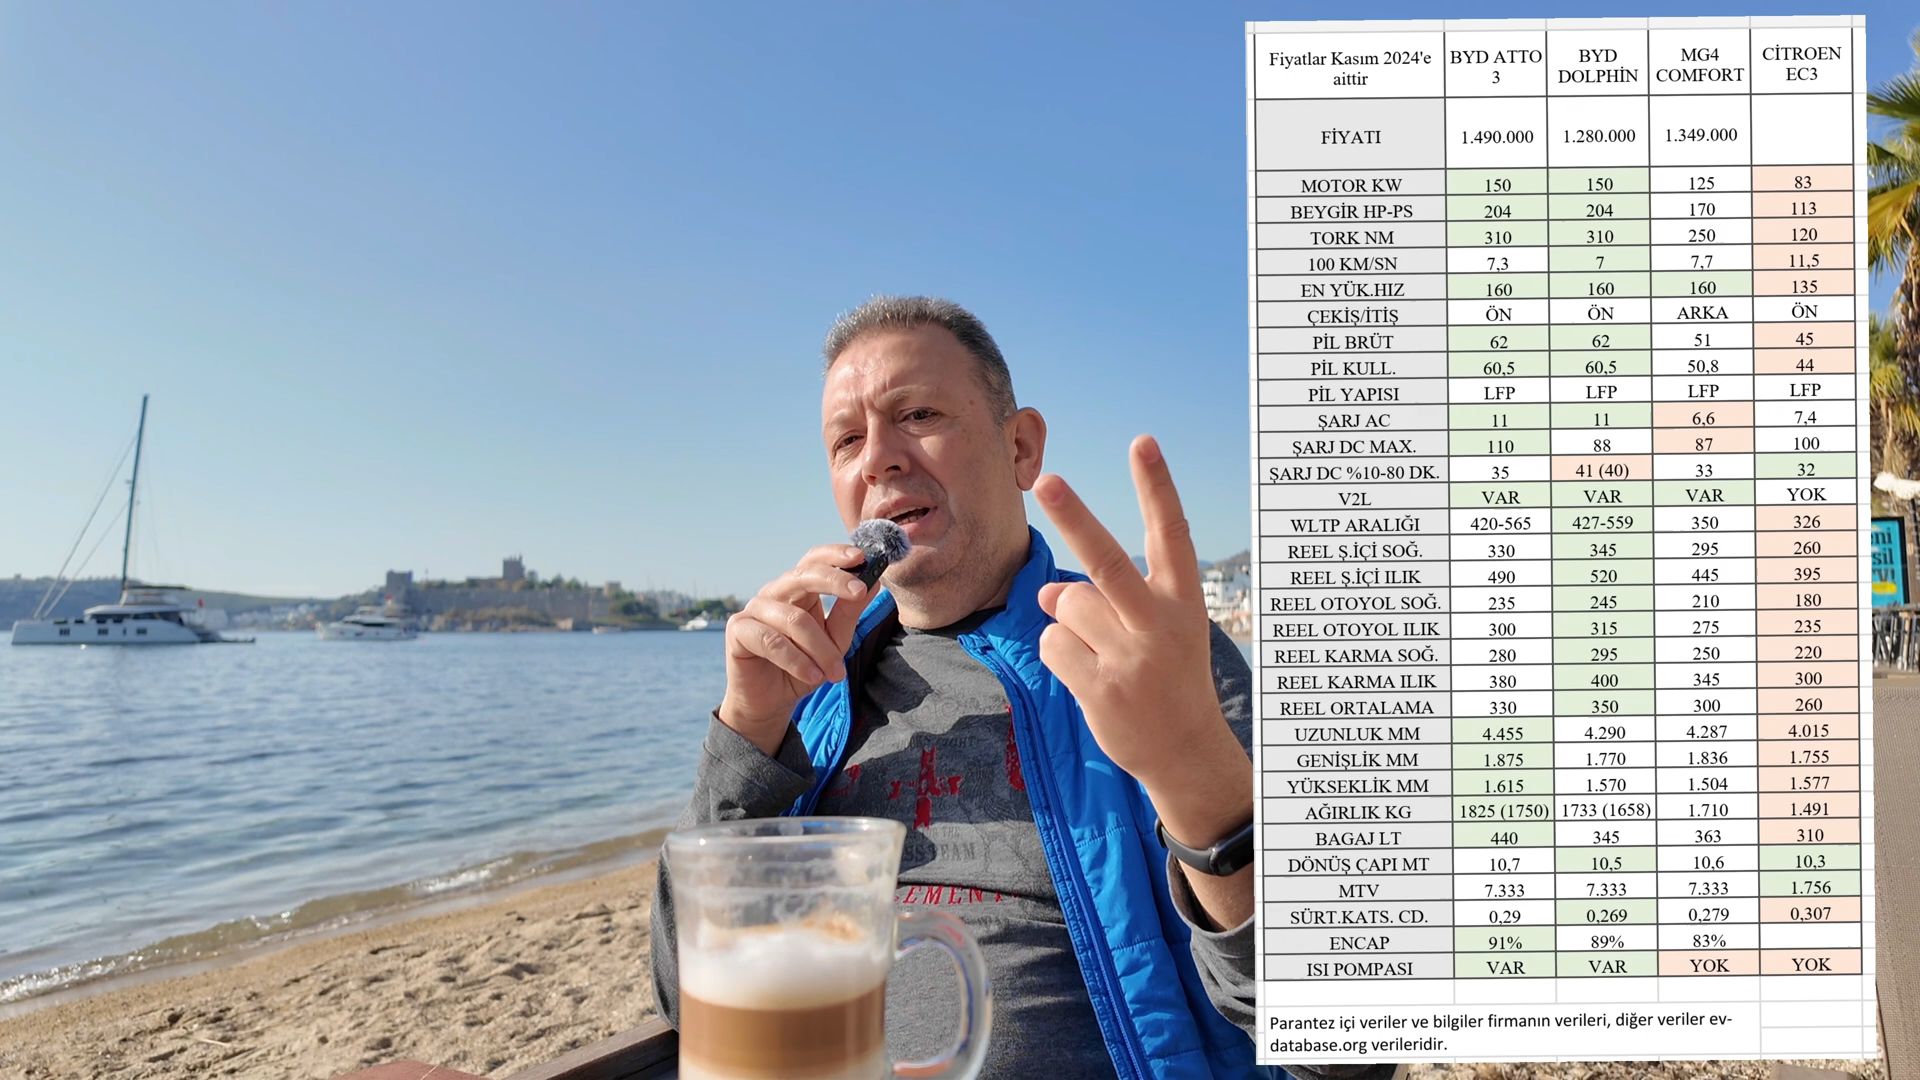 Fiyatlar Kasım 2024'e aittir BYD ATTO 3 BYD DOLPHİN MG4 COMFORT CİTROEN EC3
FİYATI 1.490.000 1.280.000 1.349.000
MOTOR KW 150 150 125 83
BEYGİR HP-PS 204 204 170 113
TORK NM 310 310 250 120
100 KM/SN 7,3 7 7,7 11,5
EN YÜK.HIZ 160 160 160 135
ÇEKİŞ/İTİŞ ÖN ÖN ARKA ÖN
PİL BRÜT 62 62 51 45
PİL KULL. 60,5 60,5 50,8 44
PİL YAPISI LFP LFP LFP LFP
ŞARJ AC 11 11 6,6 7,4
ŞARJ DC MAX. 110 88 87 100
ŞARJ DC %10-80 DK. 35 41 (40) 33 32
V2L VAR VAR VAR YOK
WLTP ARALIĞI 420-565 427-559 350 326
REEL Ş.İÇİ SOĞ. 330 345 295 260
REEL Ş.İÇİ ILIK 490 520 445 395
REEL OTOYOL SOĞ. 235 245 210 180
REEL OTOYOL ILIK 300 315 275 235
REEL KARMA SOĞ. 280 295 250 220
REEL KARMA ILIK 380 400 345 300
REEL ORTALAMA 330 350 300 260
UZUNLUK MM 4.455 4.290 4.287 4.015
GENİŞLİK MM 1.875 1.770 1.836 1.755
YÜKSEKLİK MM 1.615 1.570 1.504 1.577
AĞIRLIK KG 1825 (1750) 1733 (1658) 1.710 1.491
BAGAJ LT 440 345 363 310
DÖNÜŞ ÇAPI MT 10,7 10,5 10,6 10,3
MTV 7.333 7.333 7.333 1.756
SÜRT.KATS. CD. 0,29 0,269 0,279 0,307
ENCAP 91% 89% 83%
ISI POMPASI VAR VAR YOK YOK
Parantez içi veriler ve bilgiler firmanın verileri, diğer veriler ev-
database.org verileridir.